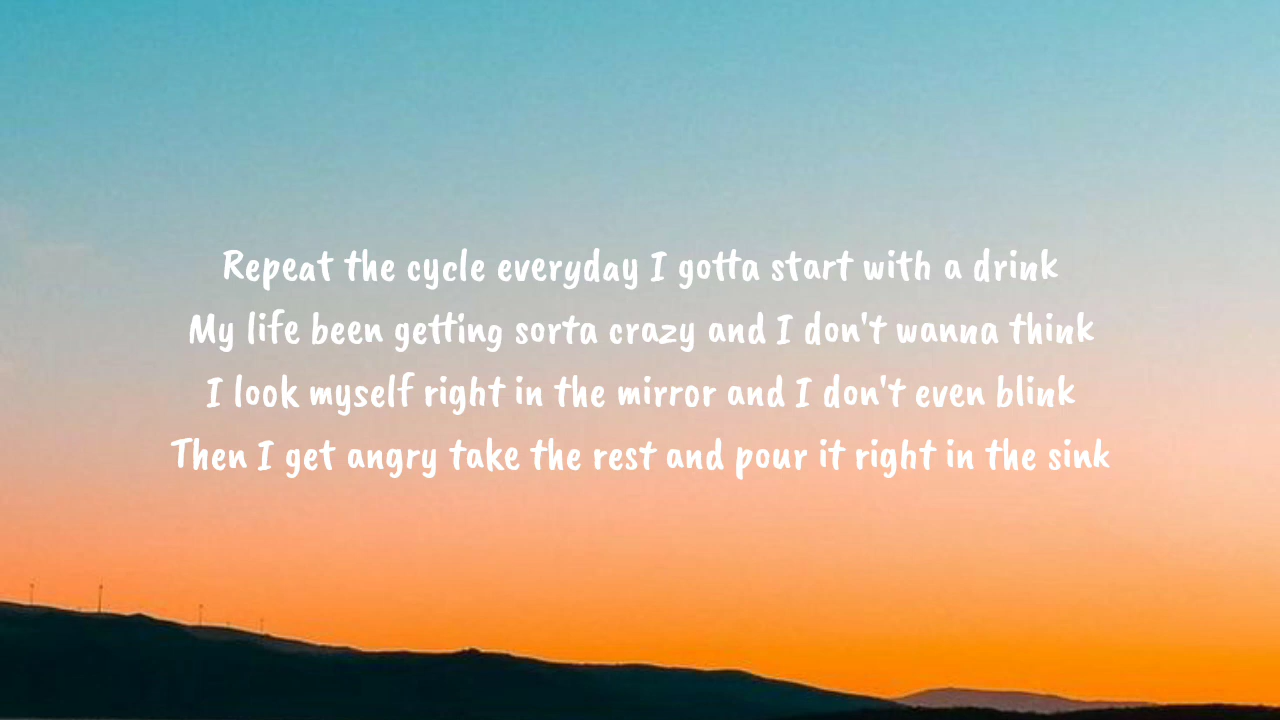 Repeat the cycle everyday I gotta start with a drink
My life been getting sorta crazy and I don't wanna think
I look myself right in the mirror and I don't even blink
Then I get angry take the rest and pour it right in the sink